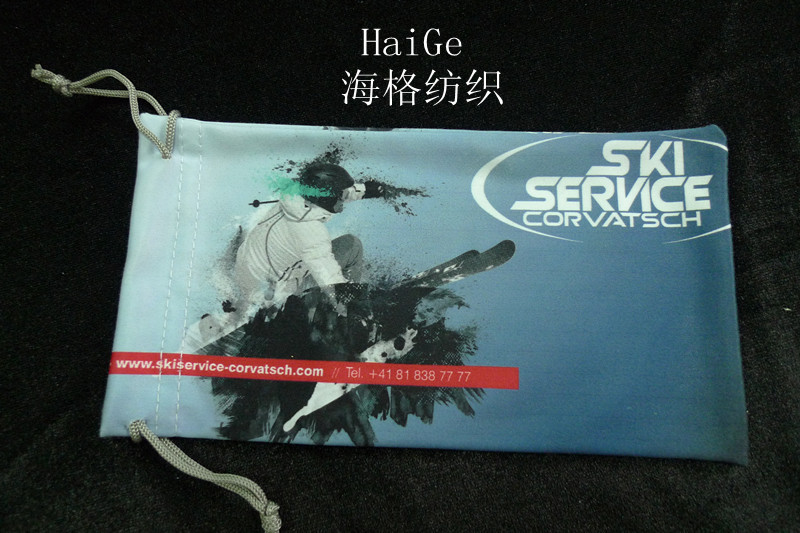 HaiGe
海格纺织
SKI
SERVICE
CORVATSCH
www.skiservice-corvatsch.com // Tel. +41 81 838 77 77